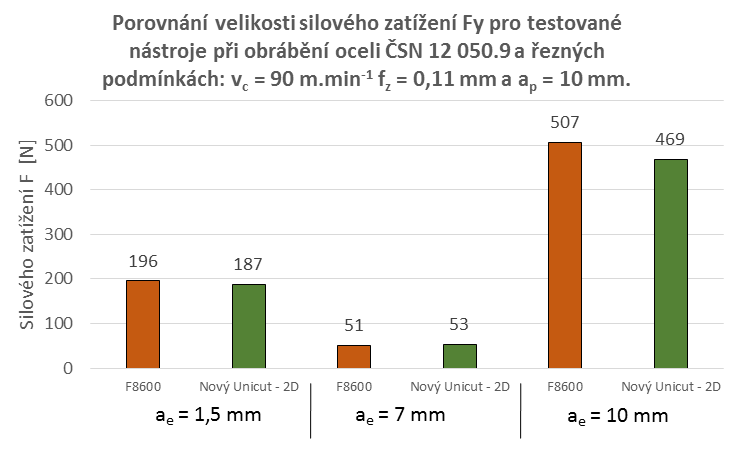 Porovnání velikosti silového zatížení Fy pro testované
nástroje při obrábění oceli ČSN 12 050.9 a řezných
podmínkách: vc = 90 m.min-1 fz = 0,11 mm a ap = 10 mm.
Silového zatížení F [N]
600
500
400
300
200
100
0
196
187
51
53
507
469
F8600
Nový Unicut - 2D
F8600
Nový Unicut - 2D
F8600
Nový Unicut - 2D
ae = 1,5 mm
ae = 7 mm
ae = 10 mm